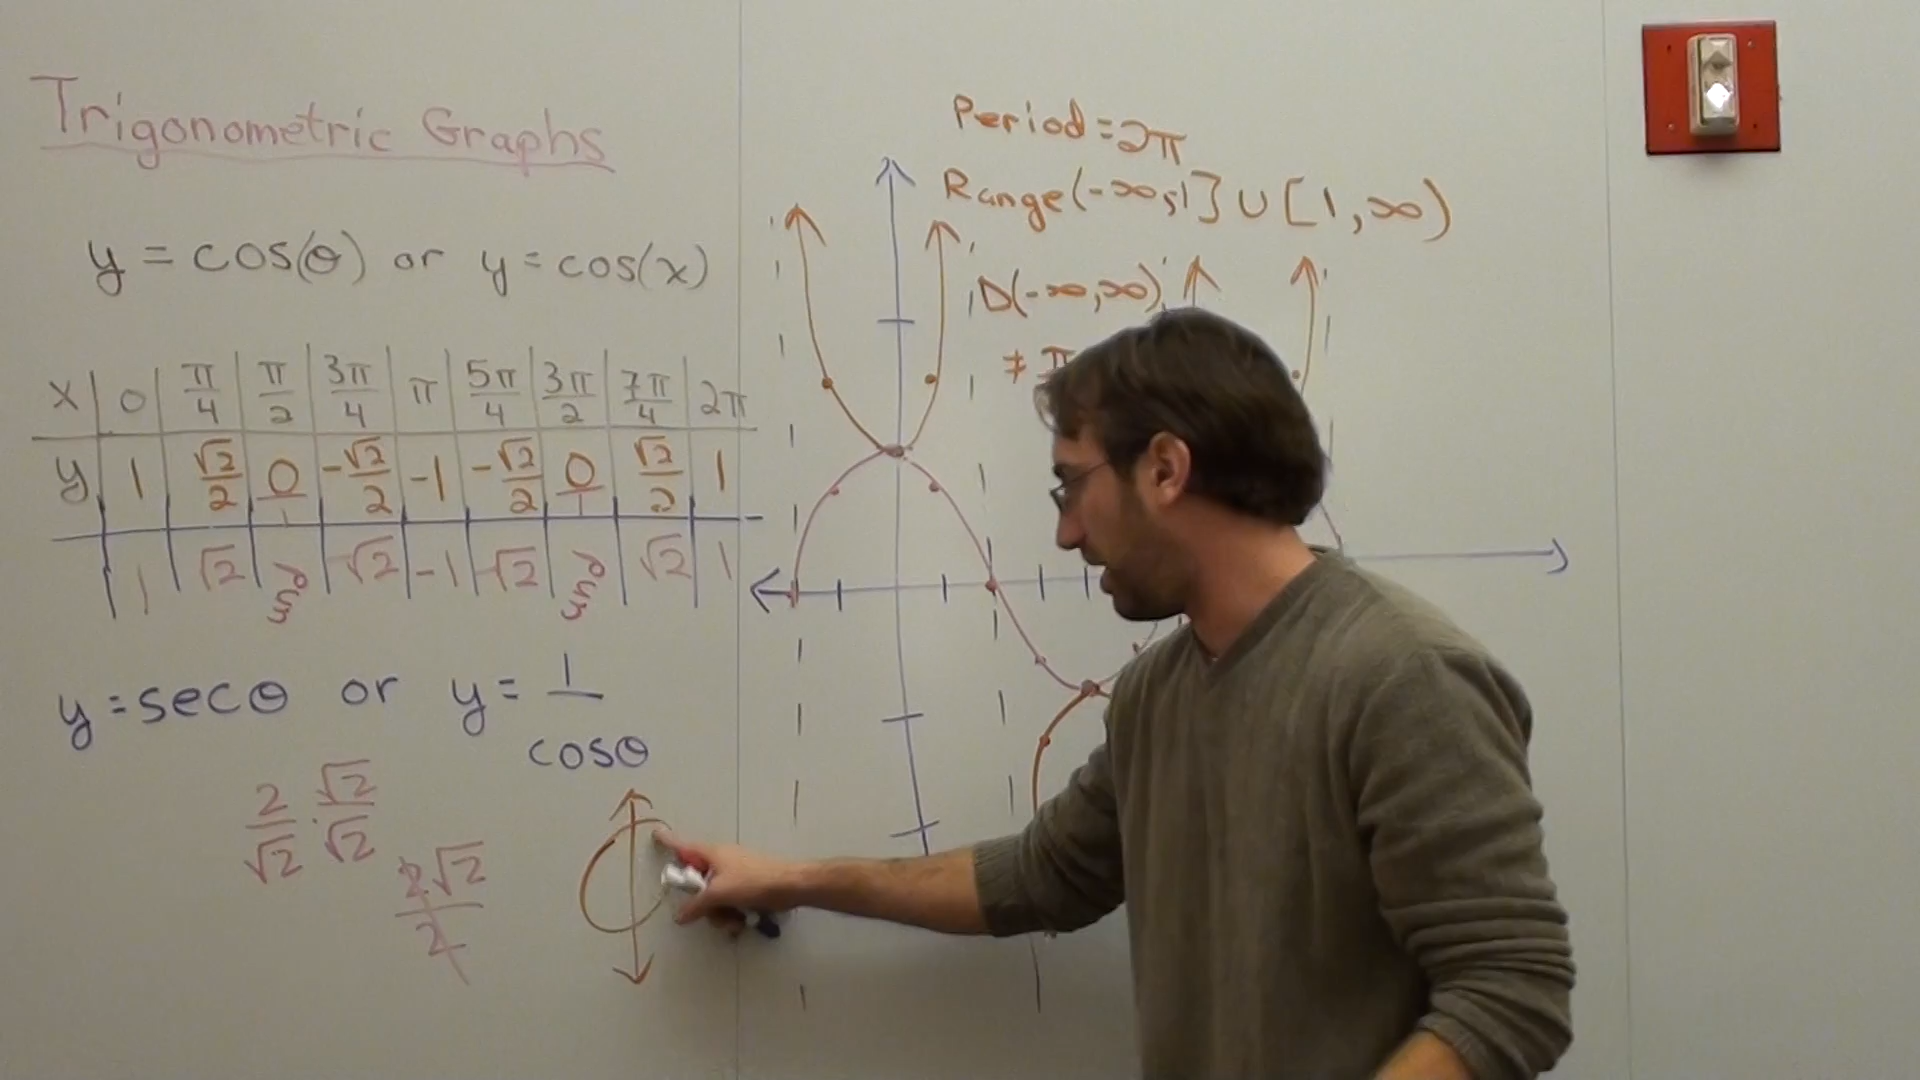 Trigonometric Graphs
y = cos(θ) or y = cos(x)
x | 0 | π/4 | π/2 | 3π/4 | π | 5π/4 | 3π/2 | 7π/4 | 2π
y | 1 | √2/2 | 0/1 | -√2/2 | -1 | -√2/2 | 0/1 | √2/2 | 1
1 | √2 | und | -√2 | -1 | -√2 | und | √2 | 1
y = secθ or y = 1/cosθ
2/√2 · √2/√2
2√2/2
Period = 2π
Range (-∞,-1] ∪ [1,∞)
D(-∞,∞)
≠